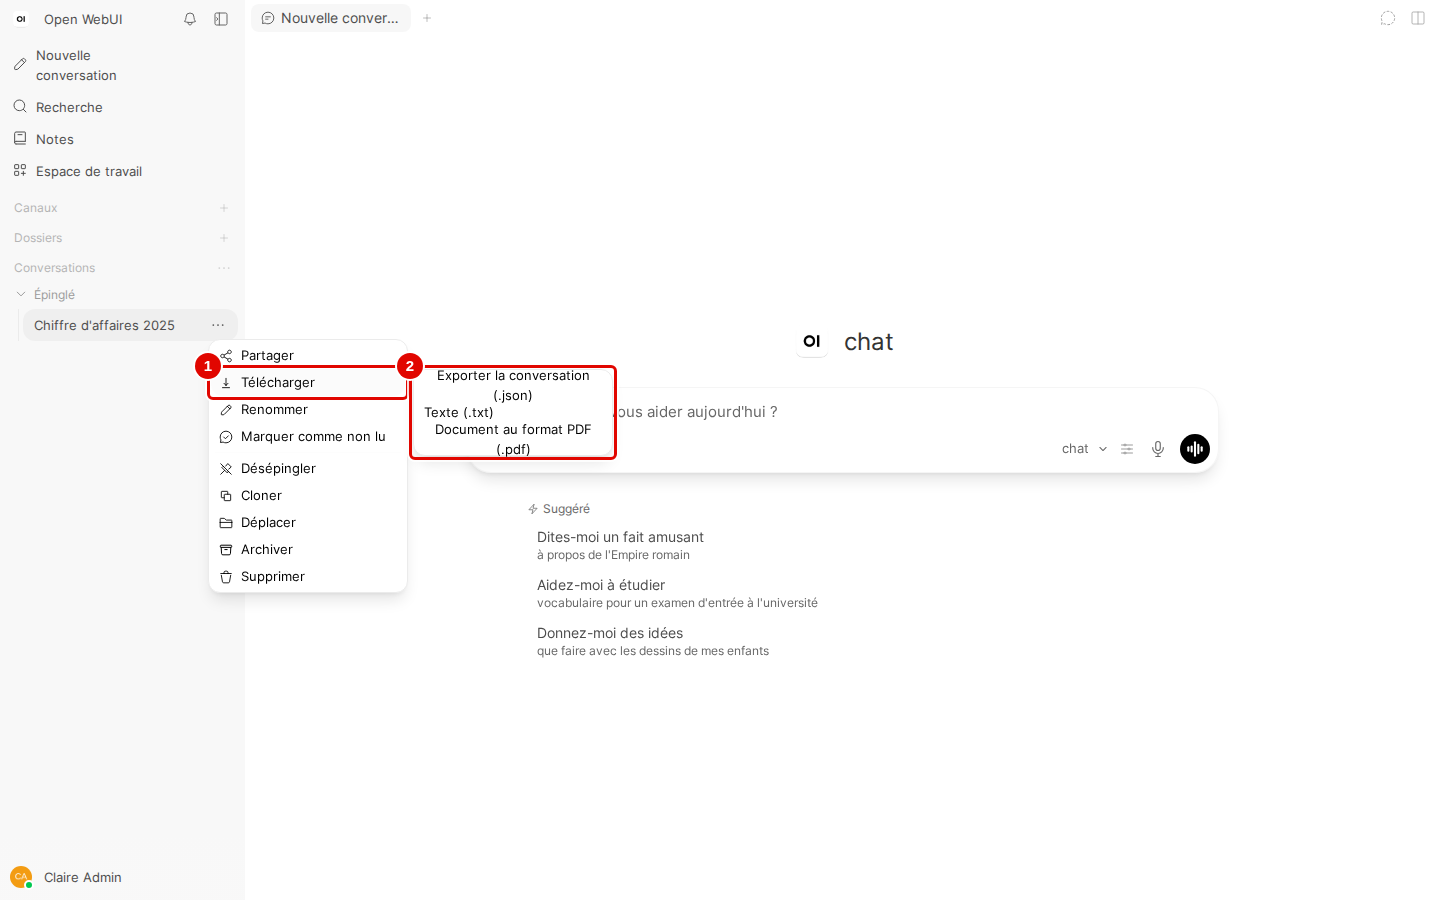 OI Open WebUI
Nouvelle conver...
Nouvelle
conversation
Recherche
Notes
Espace de travail
Canaux
Dossiers
Conversations
Épinglé
Chiffre d'affaires 2025
Partager
1
Télécharger
Renommer
Marquer comme non lu
Désépingler
Cloner
Déplacer
Archiver
Supprimer
2
Exporter la conversation
(.json)
Texte (.txt)
Document au format PDF
(.pdf)
OI chat
vous aider aujourd'hui ?
chat
Suggéré
Dites-moi un fait amusant
à propos de l'Empire romain
Aidez-moi à étudier
vocabulaire pour un examen d'entrée à l'université
Donnez-moi des idées
que faire avec les dessins de mes enfants
CA Claire Admin